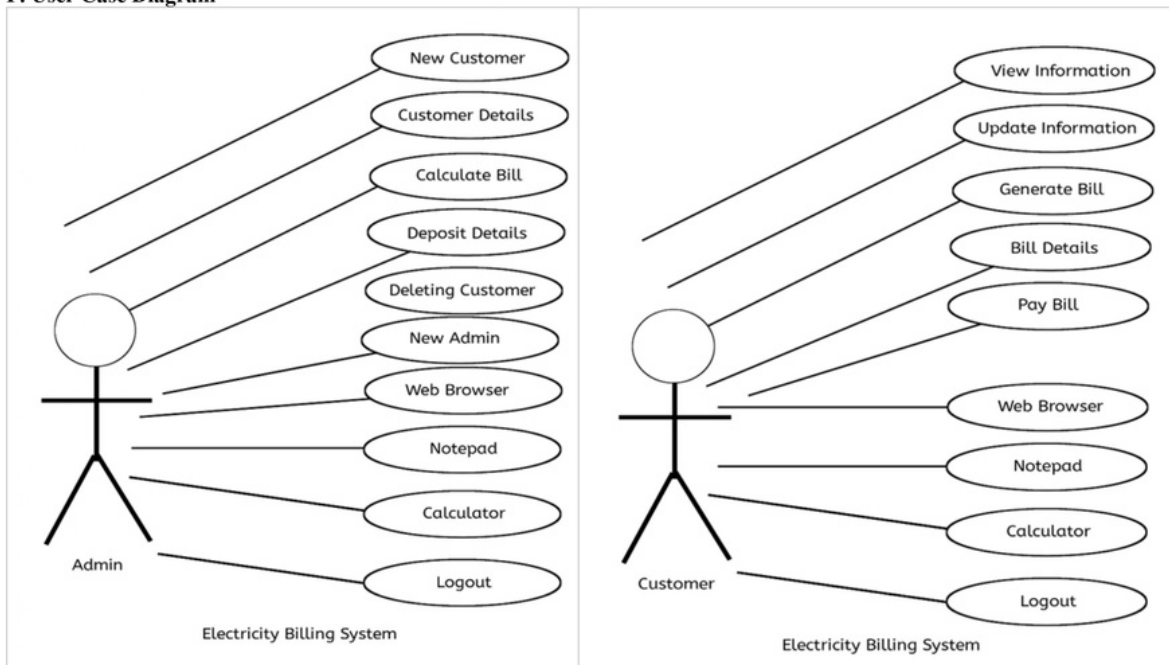 1. User Case Diagram
New Customer
Customer Details
Calculate Bill
Deposit Details
Deleting Customer
New Admin
Web Browser
Notepad
Calculator
Logout
Admin
Electricity Billing System
View Information
Update Information
Generate Bill
Bill Details
Pay Bill
Web Browser
Notepad
Calculator
Logout
Customer
Electricity Billing System